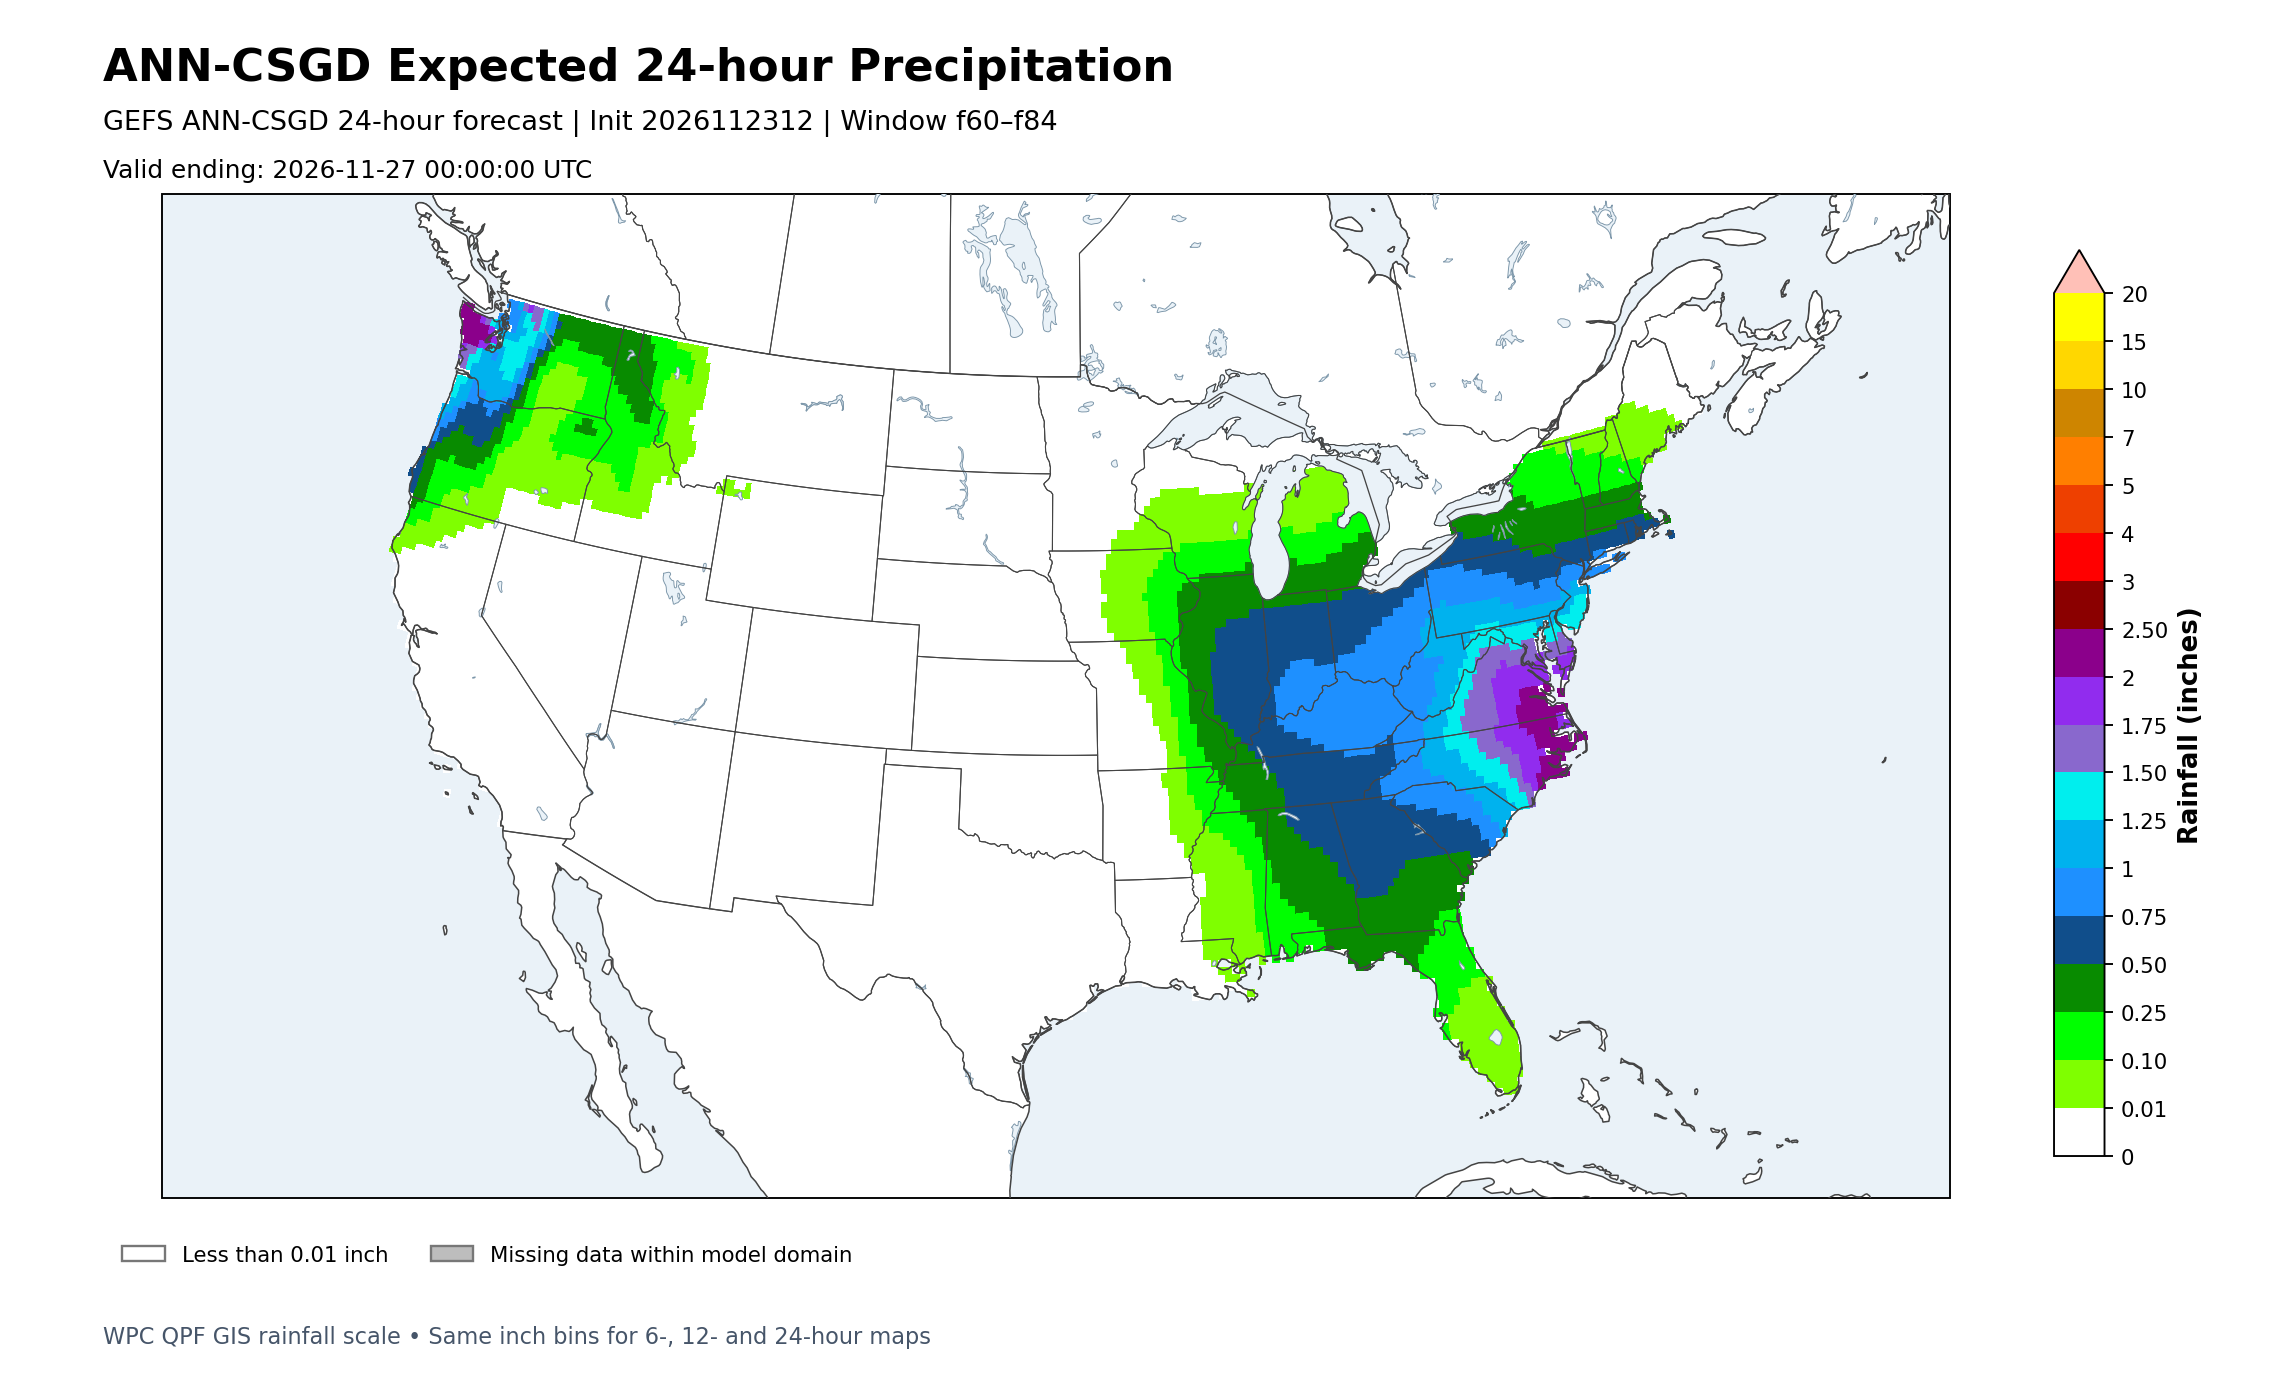 ANN-CSGD Expected 24-hour Precipitation
GEFS ANN-CSGD 24-hour forecast | Init 2026112312 | Window f60–f84
Valid ending: 2026-11-27 00:00:00 UTC
20
15
10
7
5
4
3
2.50
2
1.75
1.50
1.25
1
0.75
0.50
0.25
0.10
0.01
0
Rainfall (inches)
Less than 0.01 inch
Missing data within model domain
WPC QPF GIS rainfall scale • Same inch bins for 6-, 12- and 24-hour maps